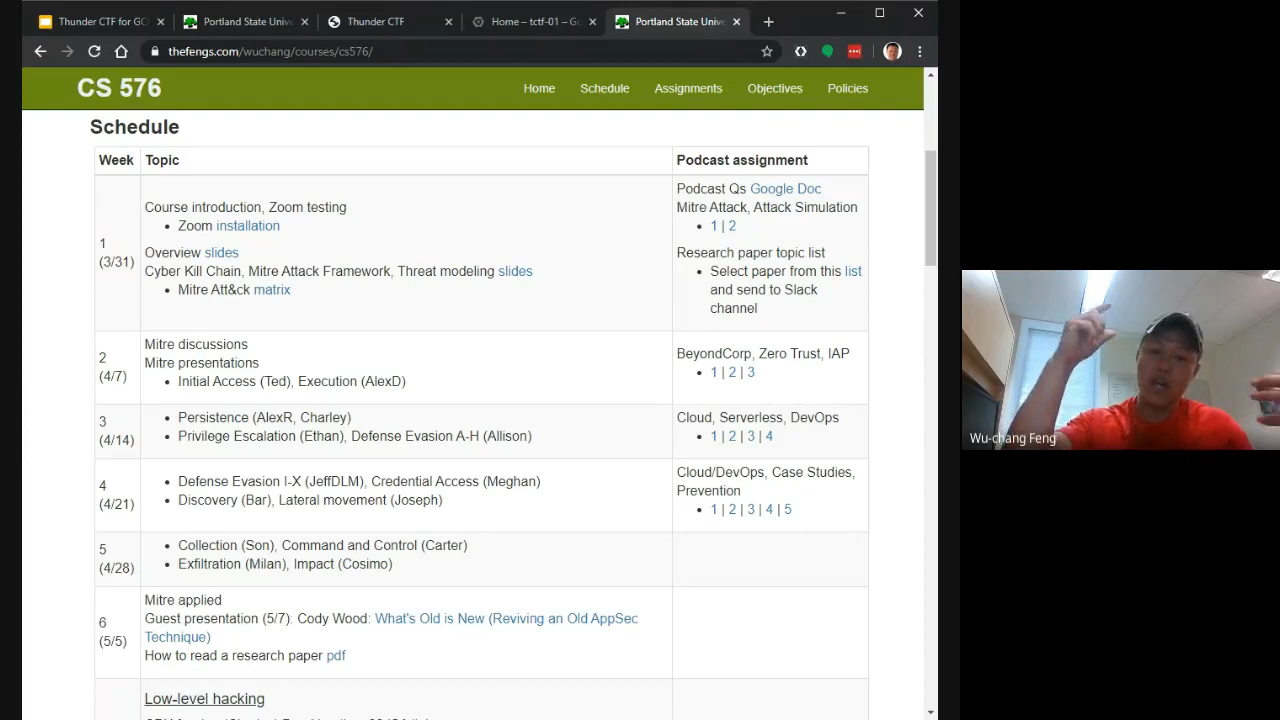 Thunder CTF for GC
Portland State Unive
Thunder CTF
Home – tctf-01 – Go
Portland State Unive
thefengs.com/wuchang/courses/cs576/
CS 576
Home
Schedule
Assignments
Objectives
Policies
Schedule
Week
Topic
Podcast assignment
1
(3/31)
Course introduction, Zoom testing
• Zoom installation
Overview slides
Cyber Kill Chain, Mitre Attack Framework, Threat modeling slides
• Mitre Att&ck matrix
Podcast Qs Google Doc
Mitre Attack, Attack Simulation
• 1 | 2
Research paper topic list
• Select paper from this list
and send to Slack
channel
2
(4/7)
Mitre discussions
Mitre presentations
• Initial Access (Ted), Execution (AlexD)
BeyondCorp, Zero Trust, IAP
• 1 | 2 | 3
3
(4/14)
• Persistence (AlexR, Charley)
• Privilege Escalation (Ethan), Defense Evasion A-H (Allison)
Cloud, Serverless, DevOps
• 1 | 2 | 3 | 4
4
(4/21)
• Defense Evasion I-X (JeffDLM), Credential Access (Meghan)
• Discovery (Bar), Lateral movement (Joseph)
Cloud/DevOps, Case Studies,
Prevention
• 1 | 2 | 3 | 4 | 5
5
(4/28)
• Collection (Son), Command and Control (Carter)
• Exfiltration (Milan), Impact (Cosimo)
6
(5/5)
Mitre applied
Guest presentation (5/7): Cody Wood: What's Old is New (Reviving an Old AppSec
Technique)
How to read a research paper pdf
Low-level hacking
Wu-chang Feng